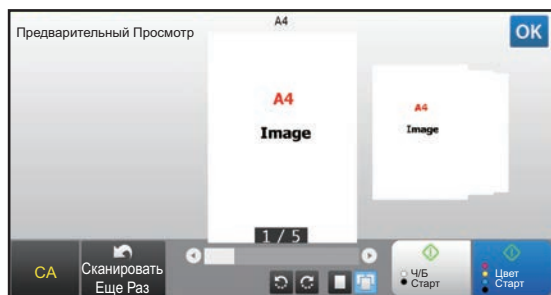 Предварительный Просмотр
A4
OK
A4
Image
A4
Image
1 / 5
CA
Сканировать
Еще Раз
Ч/Б
Старт
Цвет
Старт